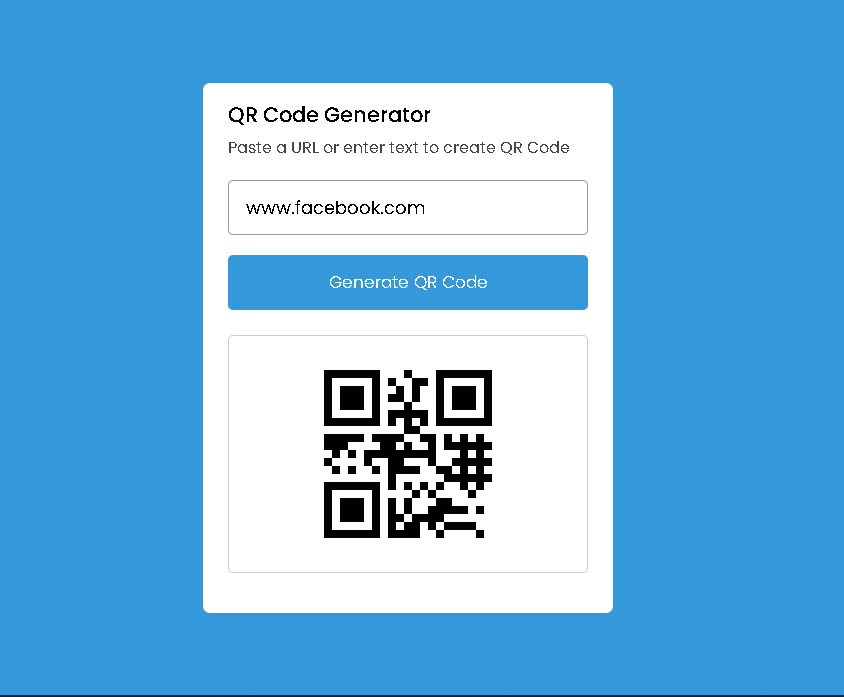 QR Code Generator
Paste a URL or enter text to create QR Code
www.facebook.com
Generate QR Code